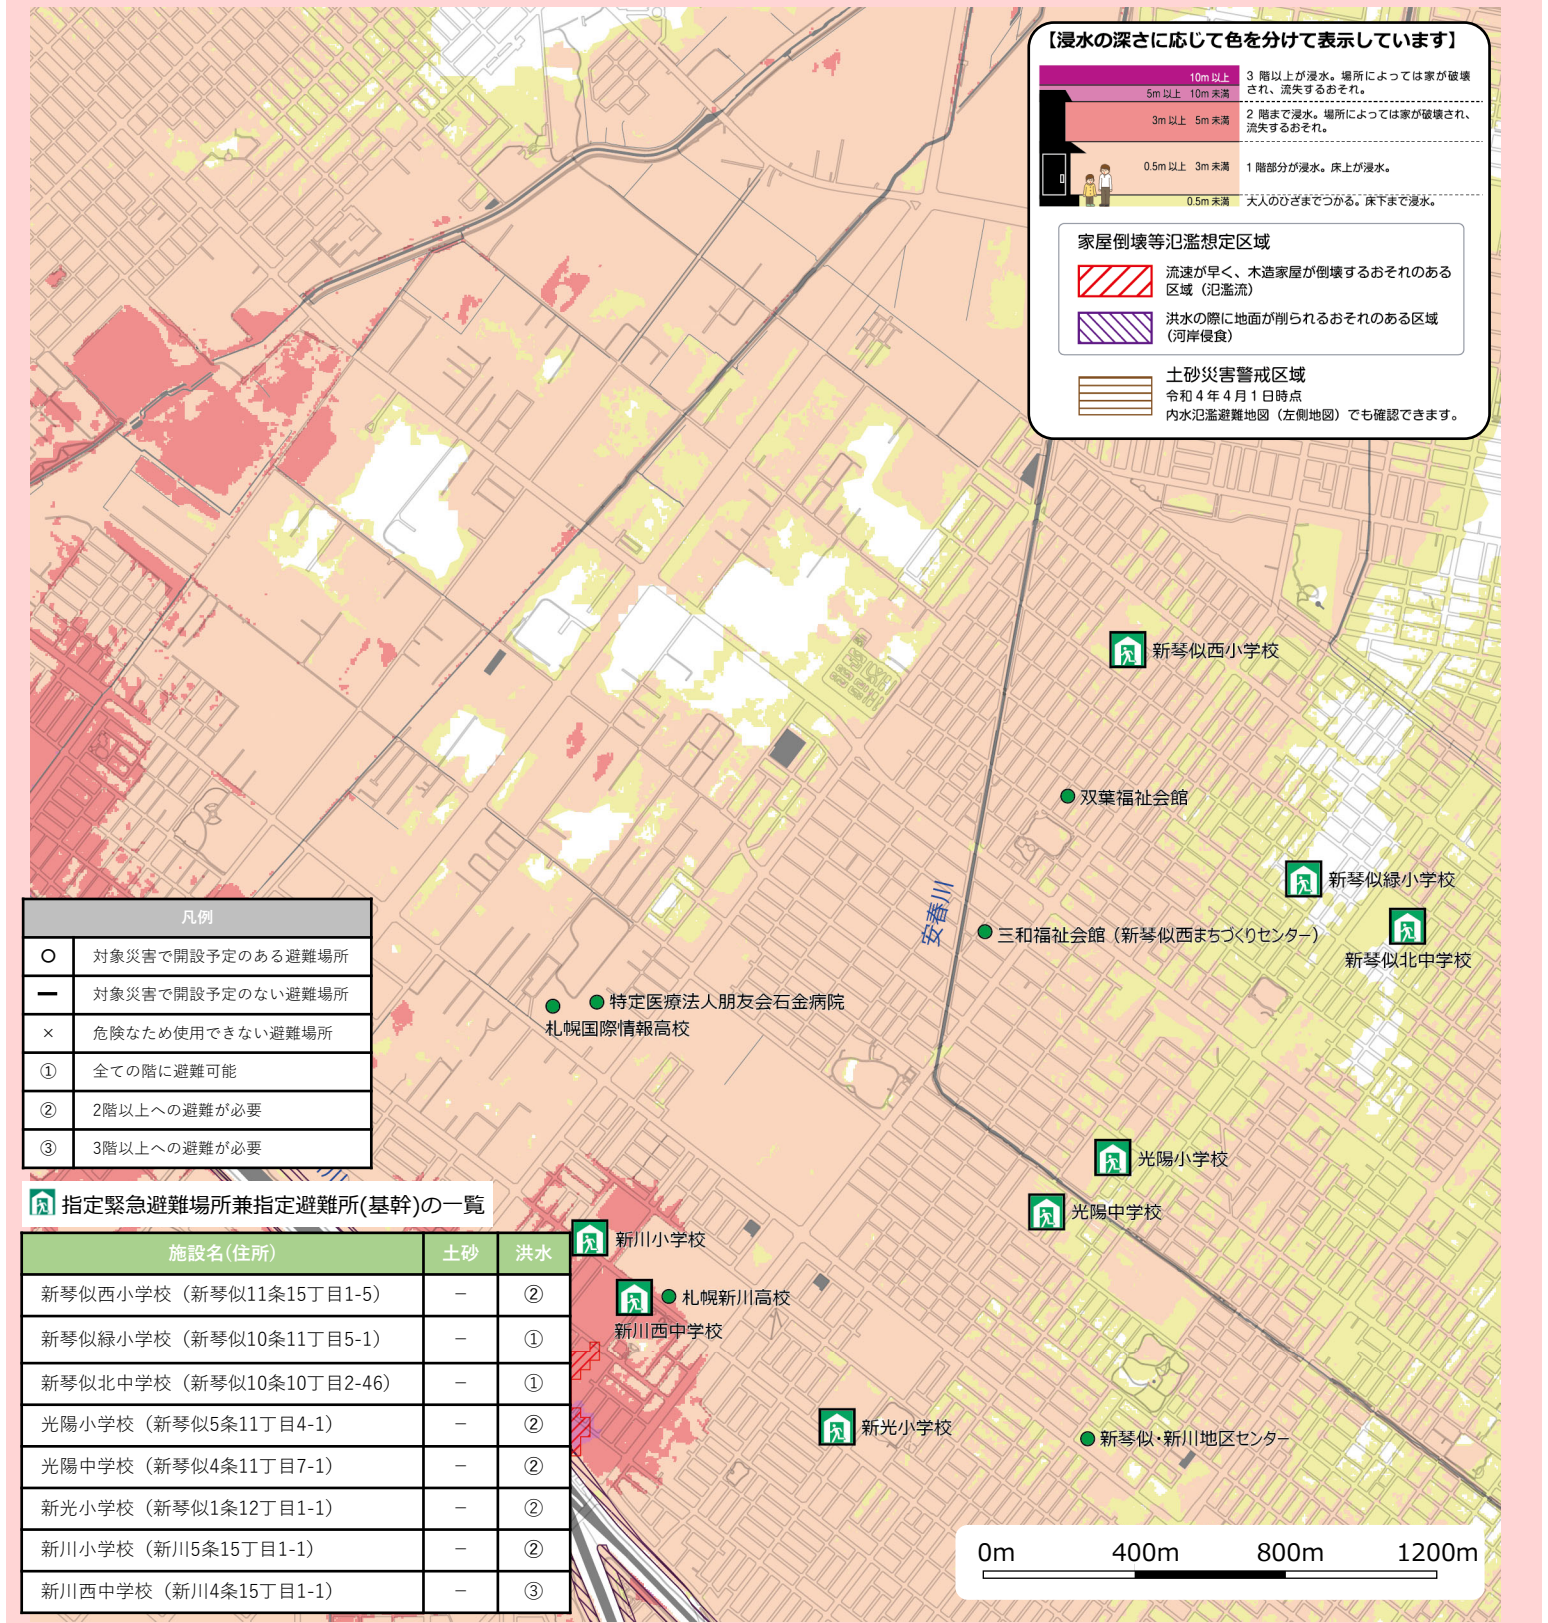 【浸水の深さに応じて色を分けて表示しています】
10m 以上
3 階以上が浸水。場所によっては家が破壊
され、流失するおそれ。
5m 以上 10m 未満
3m 以上 5m 未満
2 階まで浸水。場所によっては家が破壊され、
流失するおそれ。
0.5m 以上 3m 未満
1 階部分が浸水。床上が浸水。
0.5m 未満
大人のひざまでつかる。床下まで浸水。
家屋倒壊等氾濫想定区域
流速が早く、木造家屋が倒壊するおそれのある
区域（氾濫流）
洪水の際に地面が削られるおそれのある区域
（河岸侵食）
土砂災害警戒区域
令和４年４月１日時点
内水氾濫避難地図（左側地図）でも確認できます。
新琴似西小学校
双葉福祉会館
新琴似緑小学校
安春川
三和福祉会館（新琴似西まちづくりセンター）
新琴似北中学校
特定医療法人朋友会石金病院
札幌国際情報高校
光陽小学校
光陽中学校
新川小学校
札幌新川高校
新川西中学校
新光小学校
新琴似・新川地区センター
凡例
○ 対象災害で開設予定のある避難場所
ー 対象災害で開設予定のない避難場所
× 危険なため使用できない避難場所
① 全ての階に避難可能
② 2階以上への避難が必要
③ 3階以上への避難が必要
指定緊急避難場所兼指定避難所(基幹)の一覧
施設名(住所) 土砂 洪水
新琴似西小学校（新琴似11条15丁目1-5） － ②
新琴似緑小学校（新琴似10条11丁目5-1） － ①
新琴似北中学校（新琴似10条10丁目2-46） － ①
光陽小学校（新琴似5条11丁目4-1） － ②
光陽中学校（新琴似4条11丁目7-1） － ②
新光小学校（新琴似1条12丁目1-1） － ②
新川小学校（新川5条15丁目1-1） － ②
新川西中学校（新川4条15丁目1-1） － ③
0m 400m 800m 1200m